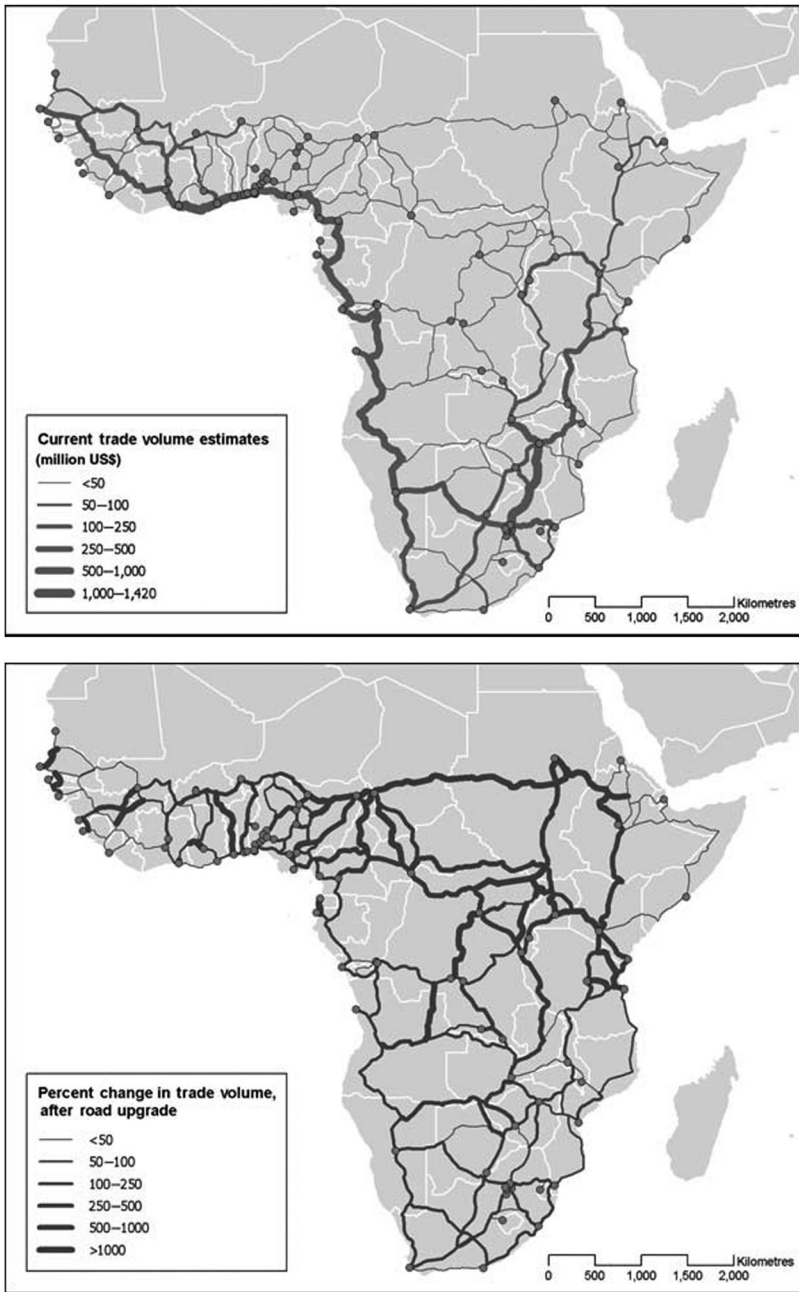 Current trade volume estimates
(million US$)
<50
50–100
100–250
250–500
500–1,000
1,000–1,420
Kilometres
0 500 1,000 1,500 2,000
Percent change in trade volume,
after road upgrade
<50
50–100
100–250
250–500
500–1000
>1000
Kilometres
0 500 1,000 1,500 2,000